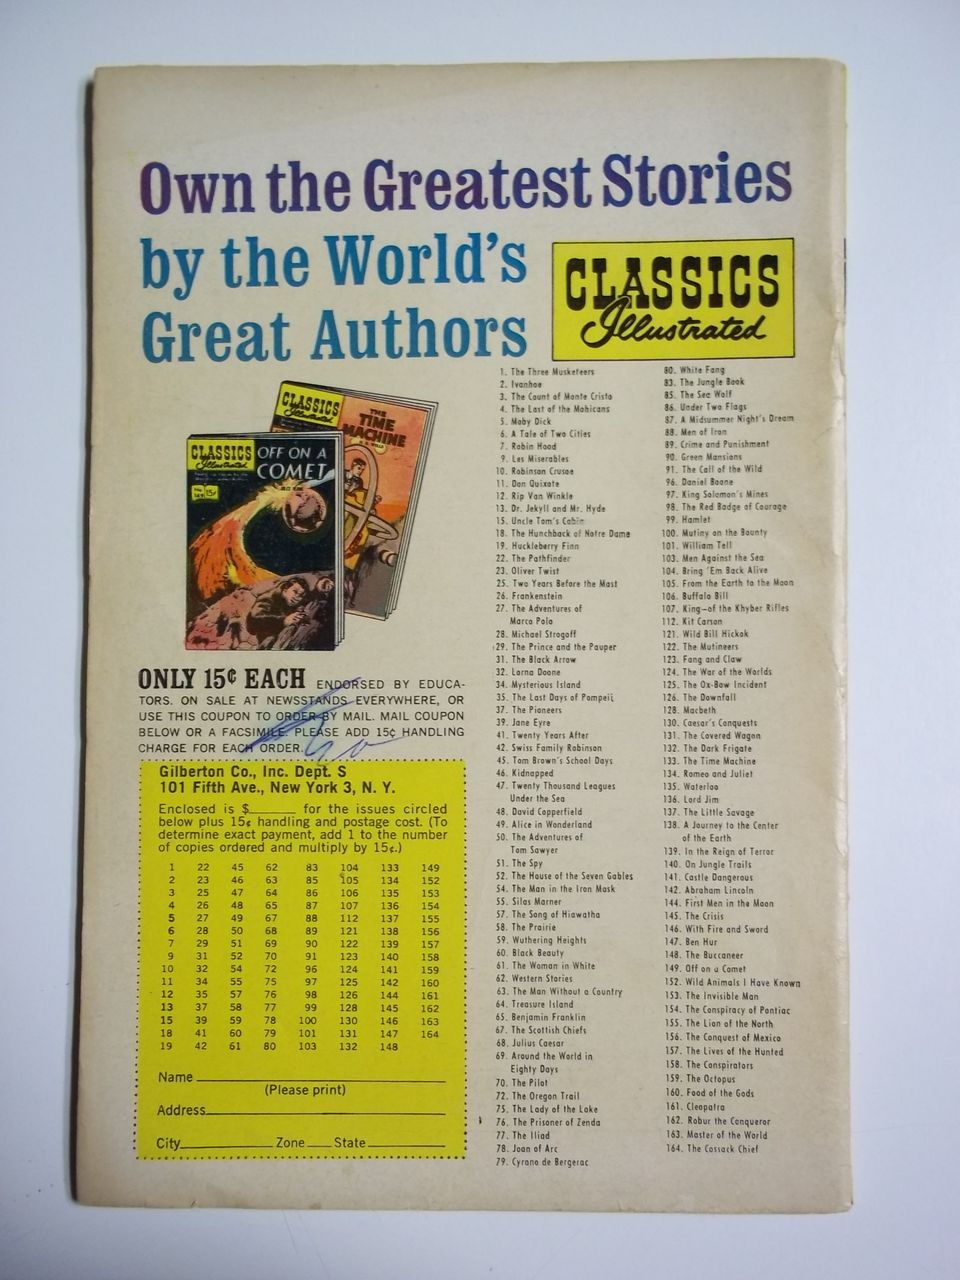 Own the Greatest Stories
by the World's
Great Authors
CLASSICS
Illustrated
CLASSICS
Illustrated
THE
TIME
MACHINE
CLASSICS
Illustrated
OFF ON A
COMET
15¢
ONLY 15¢ EACH ENDORSED BY EDUCA-
TORS. ON SALE AT NEWSSTANDS EVERYWHERE, OR
USE THIS COUPON TO ORDER BY MAIL. MAIL COUPON
BELOW OR A FACSIMILE. PLEASE ADD 15¢ HANDLING
CHARGE FOR EACH ORDER.
Gilberton Co., Inc. Dept. S
101 Fifth Ave., New York 3, N. Y.
Enclosed is $______ for the issues circled
below plus 15¢ handling and postage cost. (To
determine exact payment, add 1 to the number
of copies ordered and multiply by 15¢.)
1 22 45 62 83 104 133 149
2 23 46 63 85 105 134 152
3 25 47 64 86 106 135 153
4 26 48 65 87 107 136 154
5 27 49 67 88 112 137 155
6 28 50 68 89 121 138 156
7 29 51 69 90 122 139 157
9 31 52 70 91 123 140 158
10 32 54 72 96 124 141 159
11 34 55 75 97 125 142 160
12 35 57 76 98 126 144 161
13 37 58 77 99 128 145 162
15 39 59 78 100 130 146 163
18 41 60 79 101 131 147 164
19 42 61 80 103 132 148
Name
(Please print)
Address
City Zone State
1. The Three Musketeers
2. Ivanhoe
3. The Count of Monte Cristo
4. The Last of the Mohicans
5. Moby Dick
6. A Tale of Two Cities
7. Robin Hood
9. Les Miserables
10. Robinson Crusoe
11. Don Quixote
12. Rip Van Winkle
13. Dr. Jekyll and Mr. Hyde
15. Uncle Tom's Cabin
18. The Hunchback of Notre Dame
19. Huckleberry Finn
22. The Pathfinder
23. Oliver Twist
25. Two Years Before the Mast
26. Frankenstein
27. The Adventures of
Marco Polo
28. Michael Strogoff
29. The Prince and the Pauper
31. The Black Arrow
32. Lorna Doone
34. Mysterious Island
35. The Last Days of Pompeii
37. The Pioneers
39. Jane Eyre
41. Twenty Years After
42. Swiss Family Robinson
45. Tom Brown's School Days
46. Kidnapped
47. Twenty Thousand Leagues
Under the Sea
48. David Copperfield
49. Alice in Wonderland
50. The Adventures of
Tom Sawyer
51. The Spy
52. The House of the Seven Gables
54. The Man in the Iron Mask
55. Silas Marner
57. The Song of Hiawatha
58. The Prairie
59. Wuthering Heights
60. Black Beauty
61. The Woman in White
62. Western Stories
63. The Man Without a Country
64. Treasure Island
65. Benjamin Franklin
67. The Scottish Chiefs
68. Julius Caesar
69. Around the World in
Eighty Days
70. The Pilot
72. The Oregon Trail
75. The Lady of the Lake
76. The Prisoner of Zenda
77. The Iliad
78. Joan of Arc
79. Cyrano de Bergerac
80. White Fang
83. The Jungle Book
85. The Sea Wolf
86. Under Two Flags
87. A Midsummer Night's Dream
88. Men of Iron
89. Crime and Punishment
90. Green Mansions
91. The Call of the Wild
96. Daniel Boone
97. King Solomon's Mines
98. The Red Badge of Courage
99. Hamlet
100. Mutiny on the Bounty
101. William Tell
103. Men Against the Sea
104. Bring 'Em Back Alive
105. From the Earth to the Moon
106. Buffalo Bill
107. King—of the Khyber Rifles
112. Kit Carson
121. Wild Bill Hickok
122. The Mutineers
123. Fang and Claw
124. The War of the Worlds
125. The Ox-Bow Incident
126. The Downfall
128. Macbeth
130. Caesar's Conquests
131. The Covered Wagon
132. The Dark Frigate
133. The Time Machine
134. Romeo and Juliet
135. Waterloo
136. Lord Jim
137. The Little Savage
138. A Journey to the Center
of the Earth
139. In the Reign of Terror
140. On Jungle Trails
141. Castle Dangerous
142. Abraham Lincoln
144. First Men in the Moon
145. The Crisis
146. With Fire and Sword
147. Ben Hur
148. The Buccaneer
149. Off on a Comet
152. Wild Animals I Have Known
153. The Invisible Man
154. The Conspiracy of Pontiac
155. The Lion of the North
156. The Conquest of Mexico
157. The Lives of the Hunted
158. The Conspirators
159. The Octopus
160. Food of the Gods
161. Cleopatra
162. Robur the Conqueror
163. Master of the World
164. The Cossack Chief